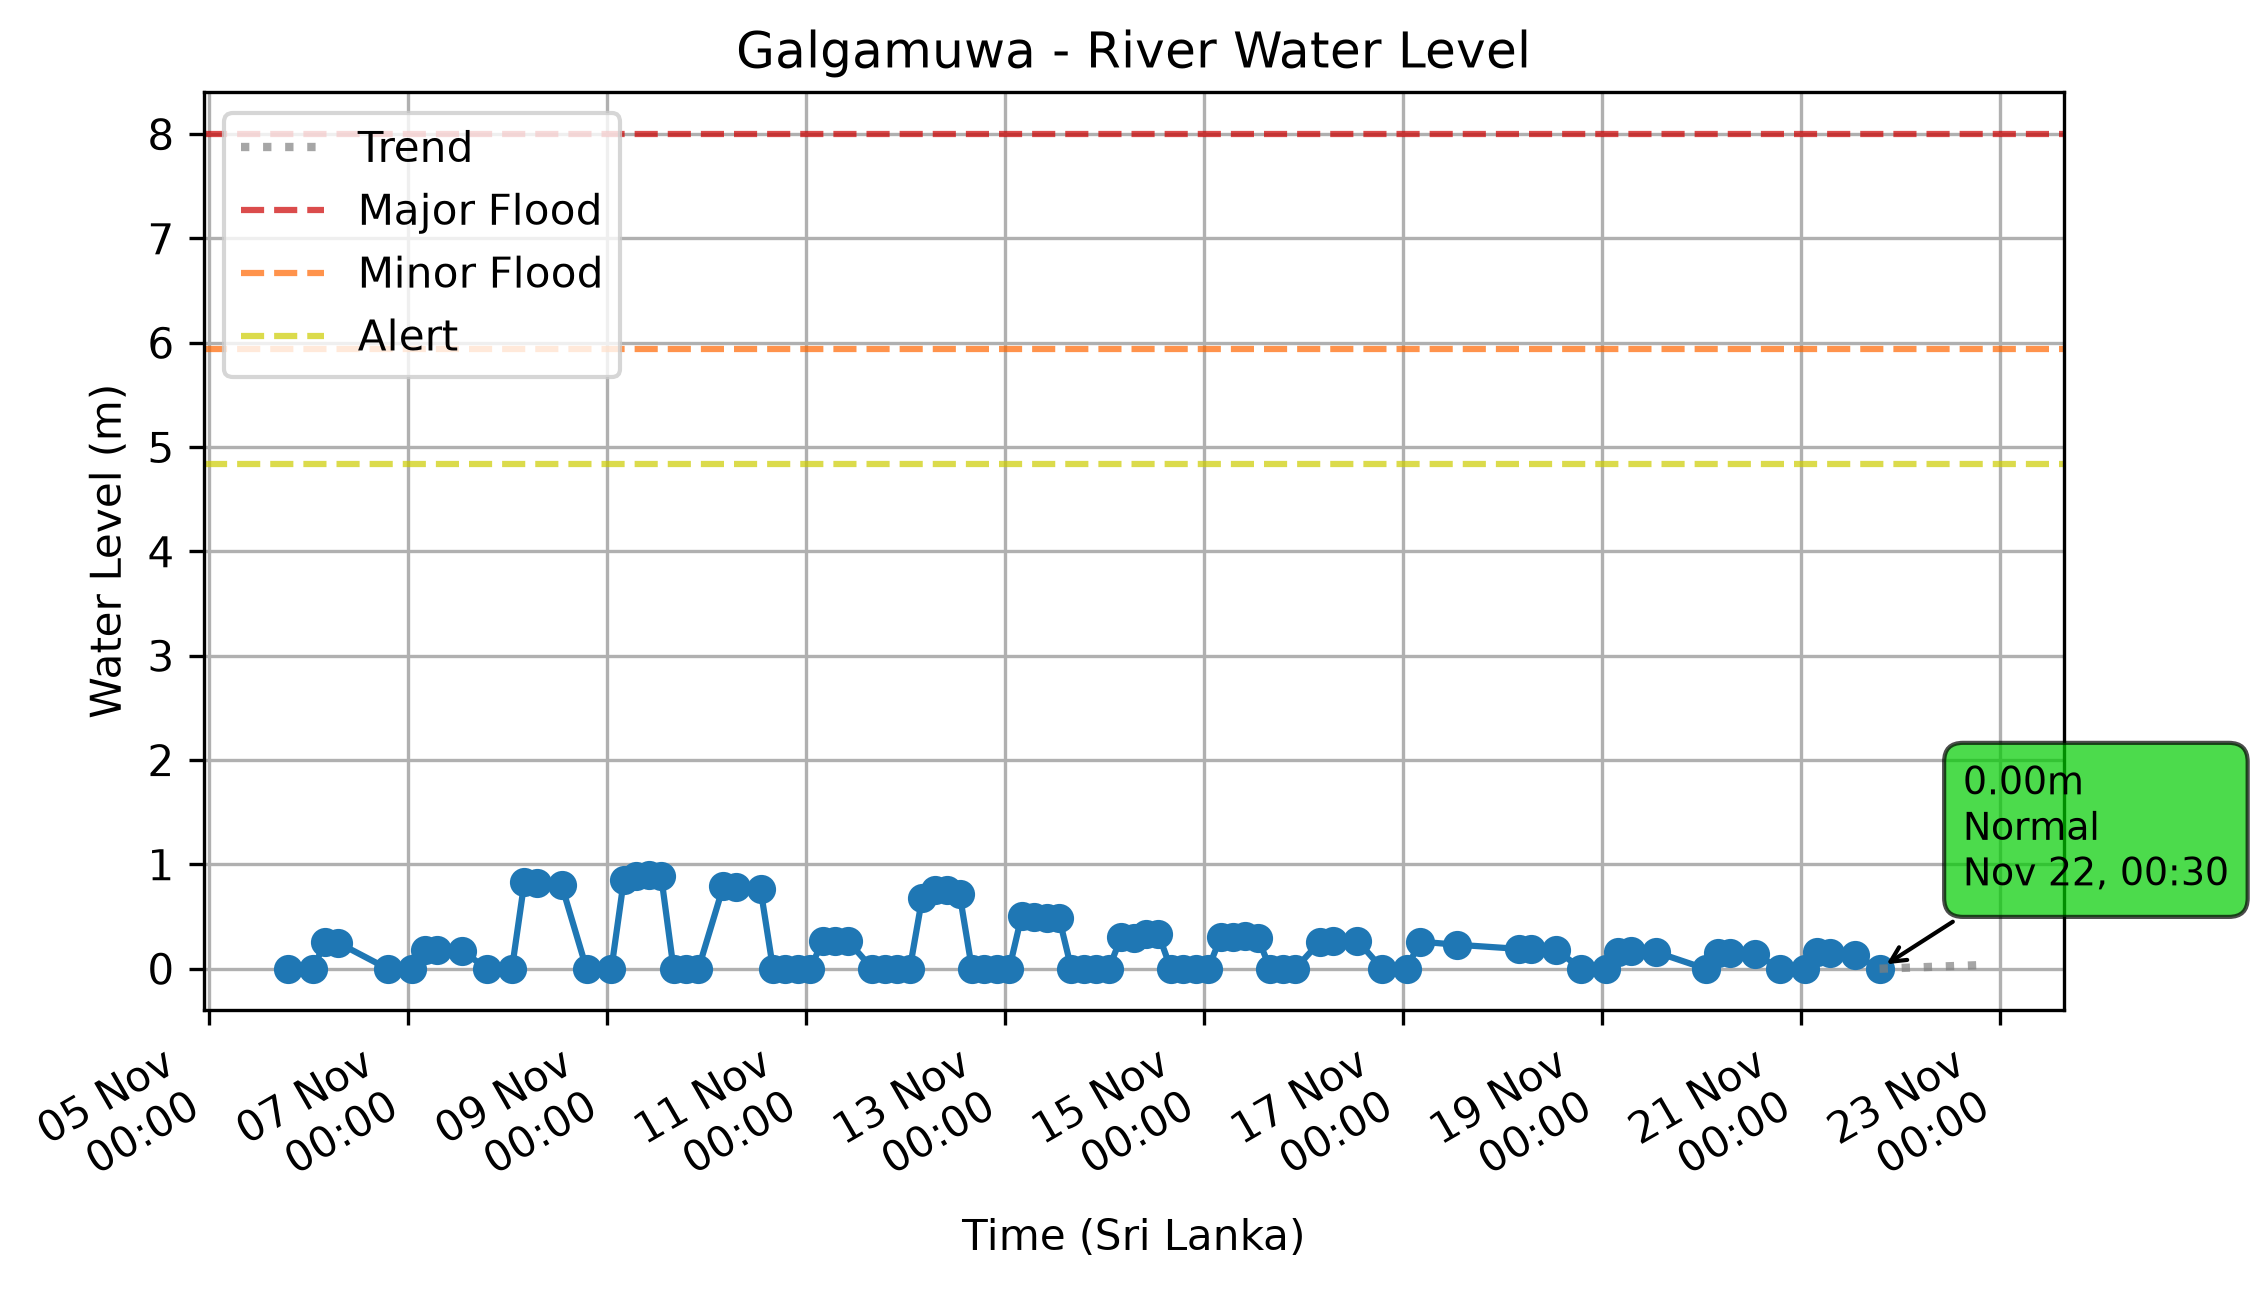 Galgamuwa - River Water Level
Trend
Major Flood
Minor Flood
Alert
8
7
6
5
4
3
2
1
0
Water Level (m)
0.00m
Normal
Nov 22, 00:30
05 Nov
00:00
07 Nov
00:00
09 Nov
00:00
11 Nov
00:00
13 Nov
00:00
15 Nov
00:00
17 Nov
00:00
19 Nov
00:00
21 Nov
00:00
23 Nov
00:00
Time (Sri Lanka)